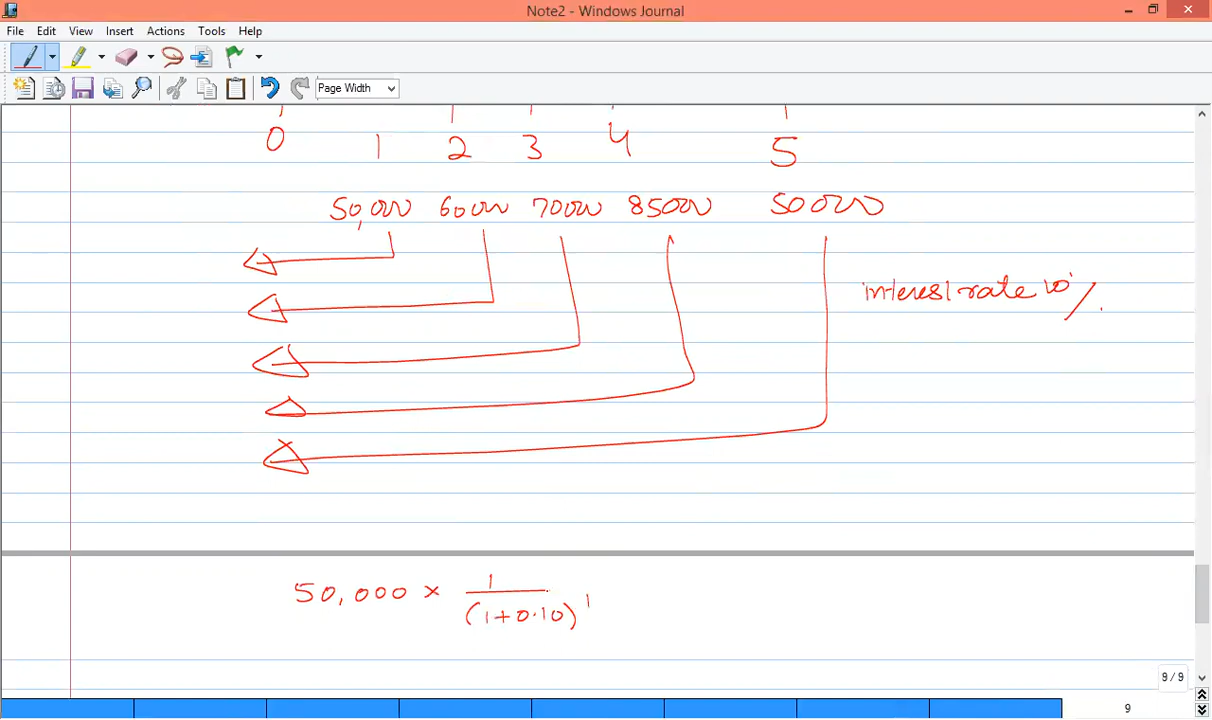 Note2 - Windows Journal
File Edit View Insert Actions Tools Help
Page Width
0 1 2 3 4 5
50,000 60000 70000 85000 50000
interest rate 10%
50,000 × 1/(1+0.10)^1
9/9
9